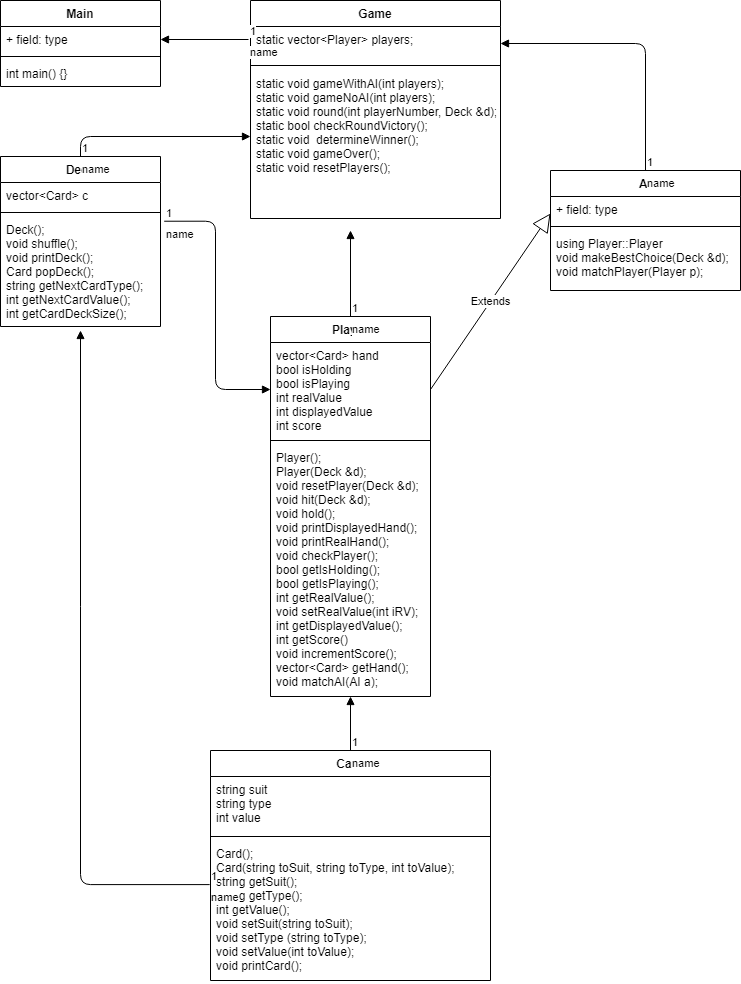 Main
+ field: type
int main() {}
Game
1
static vector<Player> players;
name
static void gameWithAI(int players);
static void gameNoAI(int players);
static void round(int playerNumber, Deck &d);
static bool checkRoundVictory();
static void  determineWinner();
static void gameOver();
static void resetPlayers();
1
Dename
vector<Card> c
Deck();
void shuffle();
void printDeck();
Card popDeck();
string getNextCardType();
int getNextCardValue();
int getCardDeckSize();
1
name
1
Aname
+ field: type
using Player::Player
void makeBestChoice(Deck &d);
void matchPlayer(Player p);
Extends
1
Planame
vector<Card> hand
bool isHolding
bool isPlaying
int realValue
int displayedValue
int score
Player();
Player(Deck &d);
void resetPlayer(Deck &d);
void hit(Deck &d);
void hold();
void printDisplayedHand();
void printRealHand();
void checkPlayer();
bool getIsHolding();
bool getIsPlaying();
int getRealValue();
void setRealValue(int iRV);
int getDisplayedValue();
int getScore()
void incrementScore();
vector<Card> getHand();
void matchAI(AI a);
1
Caname
string suit
string type
int value
Card();
Card(string toSuit, string toType, int toValue);
1
string getSuit();
name
getType();
int getValue();
void setSuit(string toSuit);
void setType (string toType);
void setValue(int toValue);
void printCard();